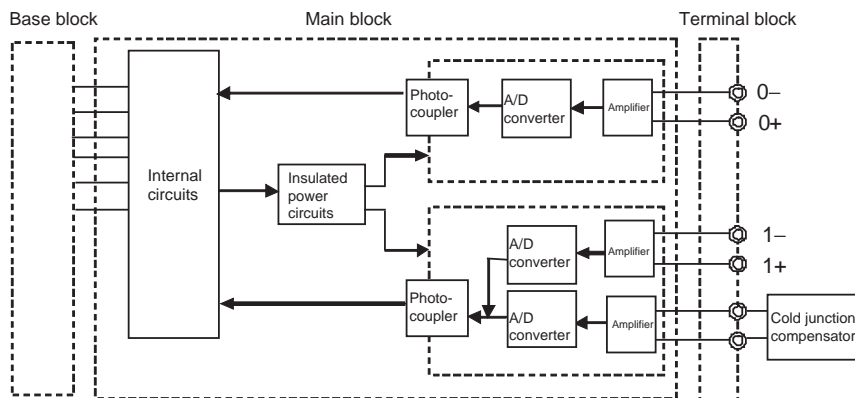 Base block
Main block
Terminal block
Photo-
coupler
A/D
converter
Amplifier
0−
0+
Internal
circuits
Insulated
power
circuits
A/D
converter
Amplifier
1−
1+
Photo-
coupler
A/D
converter
Amplifier
Cold junction
compensator